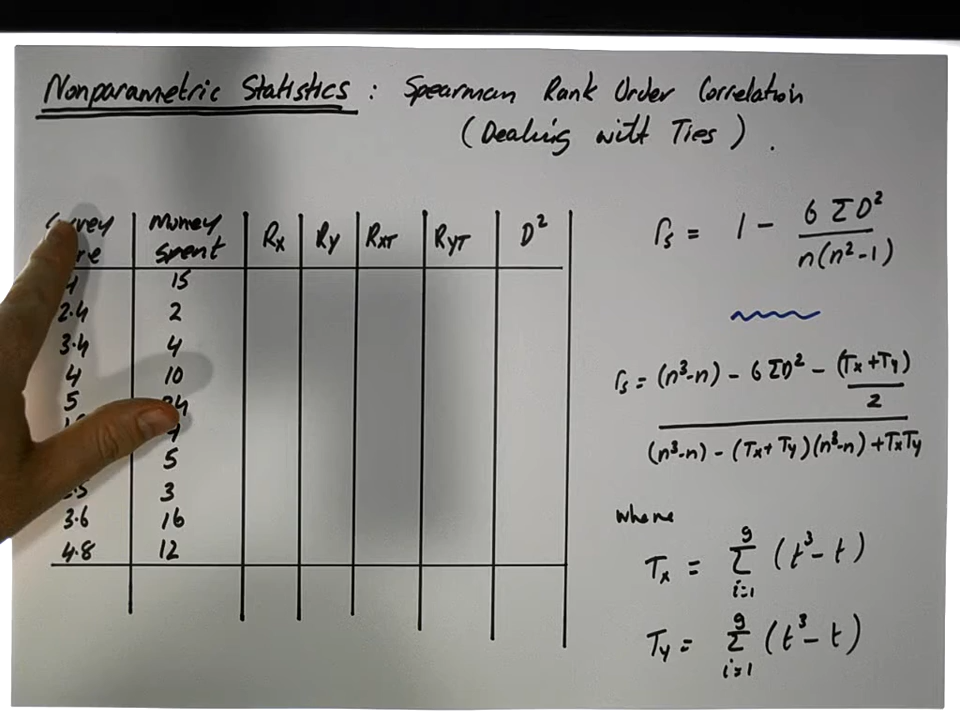 Nonparametric Statistics : Spearman Rank Order Correlation
(Dealing with Ties).
Money spent Rx Ry RxT RyT D²
15
2.4 2
3.4 4
4 10
5
5
3
3.6 16
4.8 12
rs = 1 - 6 ΣD² / n(n²-1)
rs = (n³-n) - 6 ΣD² - (Tx+Ty)/2
(n³-n) - (Tx+Ty)(n³-n) + TxTy
where
Tx = g Σ i=1 (t³-t)
Ty = g Σ i=1 (t³-t)